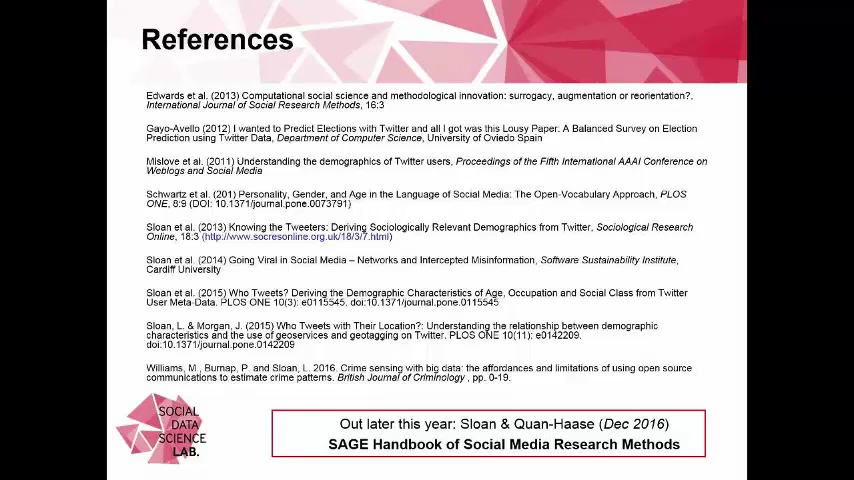 References
Edwards et al. (2013) Computational social science and methodological innovation: surrogacy, augmentation or reorientation?,
International Journal of Social Research Methods, 16:3
Gayo-Avello (2012) I wanted to Predict Elections with Twitter and all I got was this Lousy Paper: A Balanced Survey on Election
Prediction using Twitter Data, Department of Computer Science, University of Oviedo Spain
Mislove et al. (2011) Understanding the demographics of Twitter users, Proceedings of the Fifth International AAAI Conference on
Weblogs and Social Media
Schwartz et al. (201) Personality, Gender, and Age in the Language of Social Media: The Open-Vocabulary Approach, PLOS
ONE, 8:9 (DOI: 10.1371/journal.pone.0073791)
Sloan et al. (2013) Knowing the Tweeters: Deriving Sociologically Relevant Demographics from Twitter, Sociological Research
Online, 18:3 (http://www.socresonline.org.uk/18/3/7.html)
Sloan et al. (2014) Going Viral in Social Media – Networks and Intercepted Misinformation, Software Sustainability Institute,
Cardiff University
Sloan et al. (2015) Who Tweets? Deriving the Demographic Characteristics of Age, Occupation and Social Class from Twitter
User Meta-Data. PLOS ONE 10(3): e0115545. doi:10.1371/journal.pone.0115545
Sloan, L. & Morgan, J. (2015) Who Tweets with Their Location?: Understanding the relationship between demographic
characteristics and the use of geoservices and geotagging on Twitter. PLOS ONE 10(11): e0142209.
doi:10.1371/journal.pone.0142209
Williams, M., Burnap, P. and Sloan, L. 2016. Crime sensing with big data: the affordances and limitations of using open source
communications to estimate crime patterns. British Journal of Criminology , pp. 0-19.
SOCIAL
DATA
SCIENCE
LAB.
Out later this year: Sloan & Quan-Haase (Dec 2016)
SAGE Handbook of Social Media Research Methods